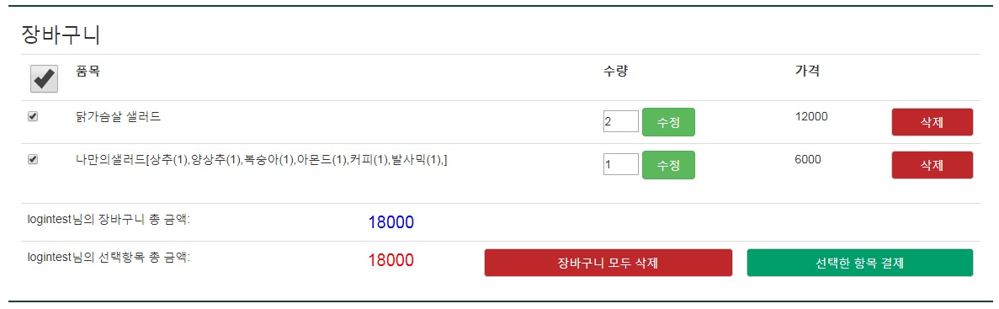 장바구니
품목 수량 가격
닭가슴살 샐러드 2 수정 12000 삭제
나만의샐러드[상추(1),양상추(1),복숭아(1),아몬드(1),커피(1),발사믹(1),] 1 수정 6000 삭제
logintest님의 장바구니 총 금액: 18000
logintest님의 선택항목 총 금액: 18000 장바구니 모두 삭제 선택한 항목 결제